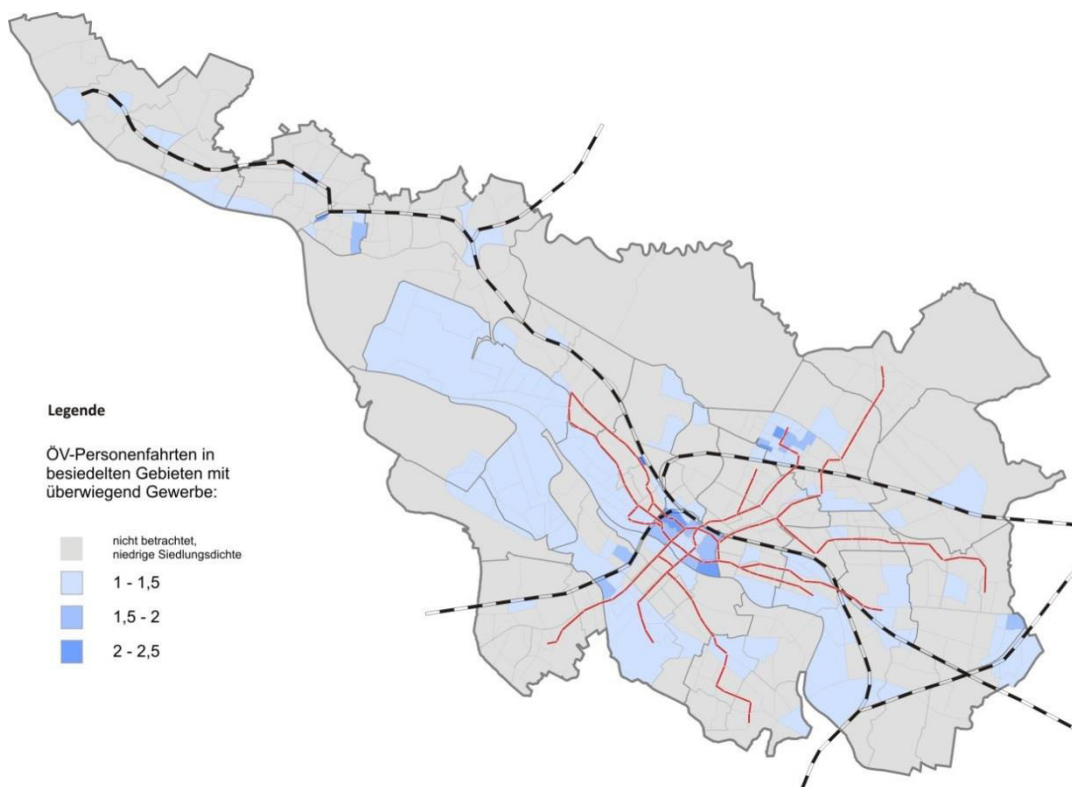 Legende
ÖV-Personenfahrten in
besiedelten Gebieten mit
überwiegend Gewerbe:
nicht betrachtet,
niedrige Siedlungsdichte
1 - 1,5
1,5 - 2
2 - 2,5